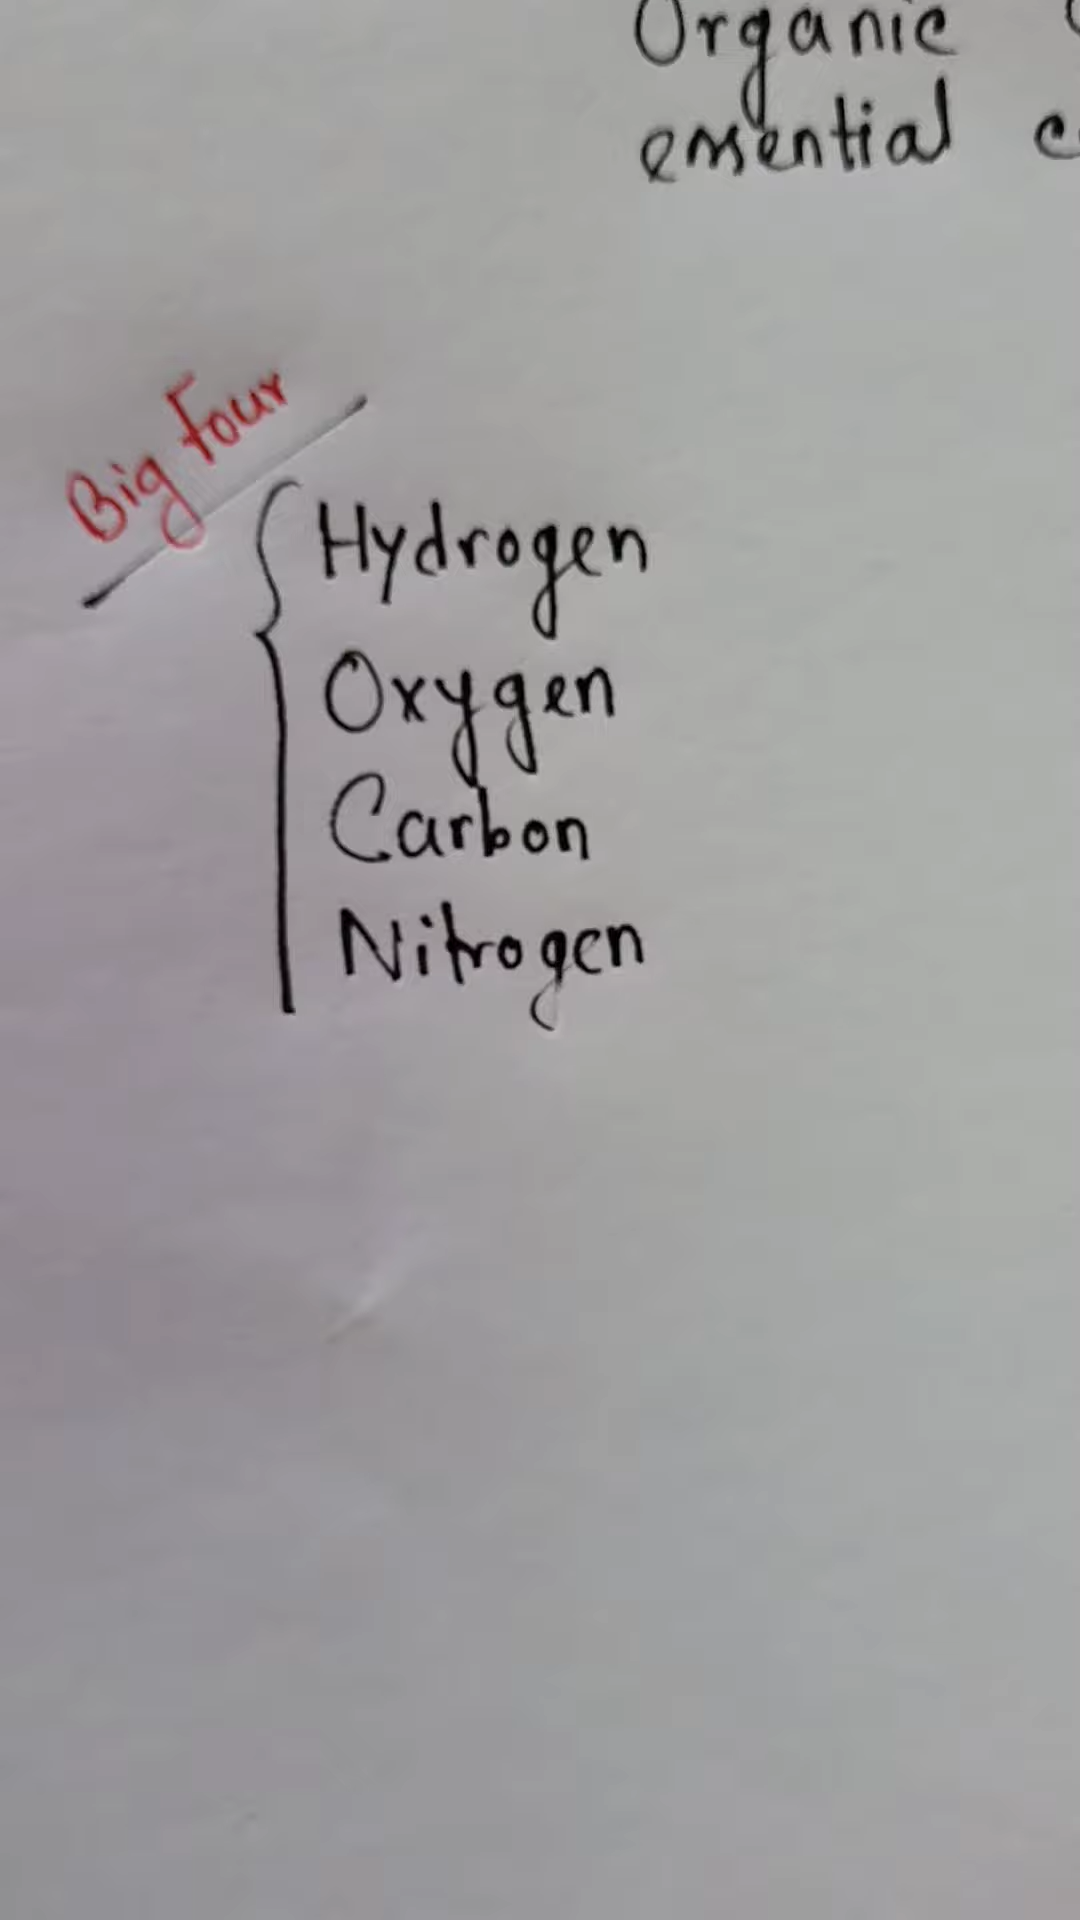 Organic
essential
Big Four
Hydrogen
Oxygen
Carbon
Nitrogen